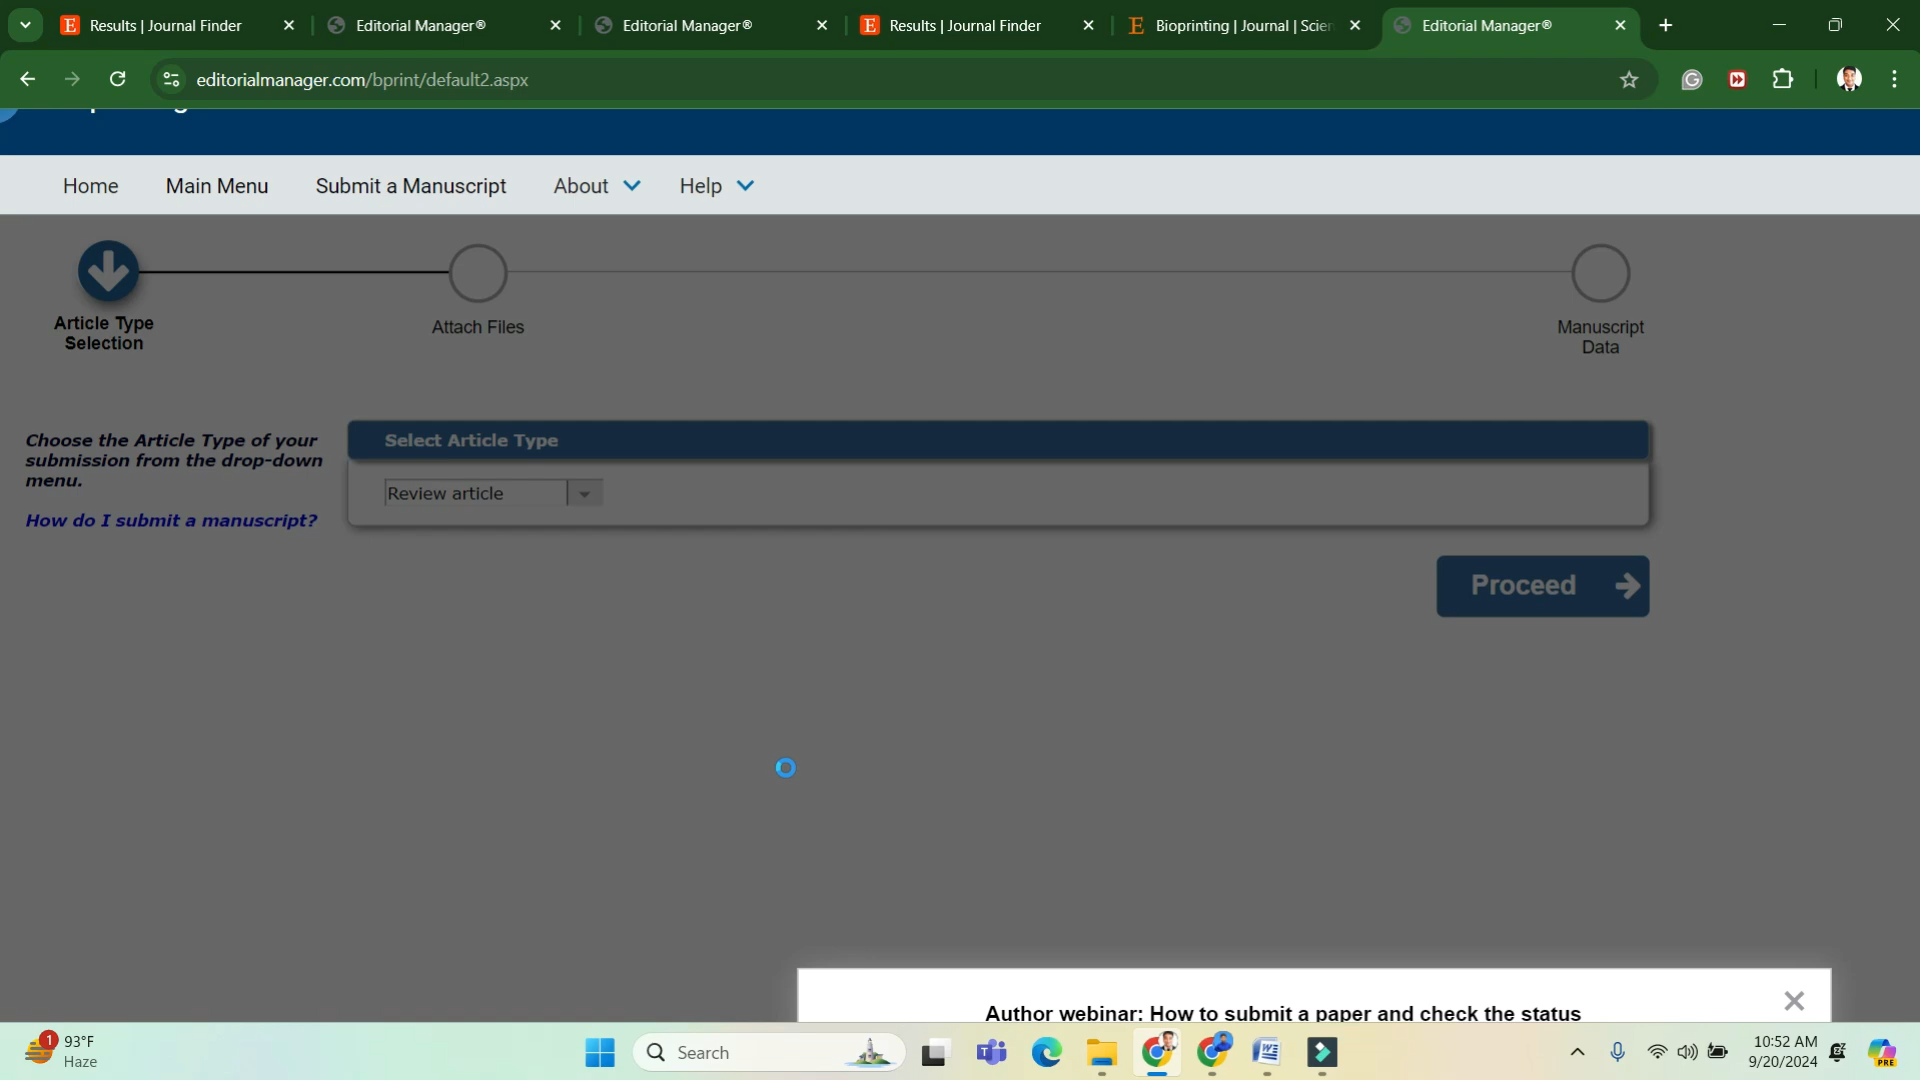 Results | Journal Finder
Editorial Manager®
Editorial Manager®
Results | Journal Finder
Bioprinting | Journal | Scien
Editorial Manager®
editorialmanager.com/bprint/default2.aspx
Home
Main Menu
Submit a Manuscript
About
Help
Article Type
Selection
Attach Files
Manuscript
Data
Choose the Article Type of your
submission from the drop-down
menu.
How do I submit a manuscript?
Select Article Type
Review article
Proceed
Author webinar: How to submit a paper and check the status
1
93°F
Haze
Search
10:52 AM
9/20/2024
PRE